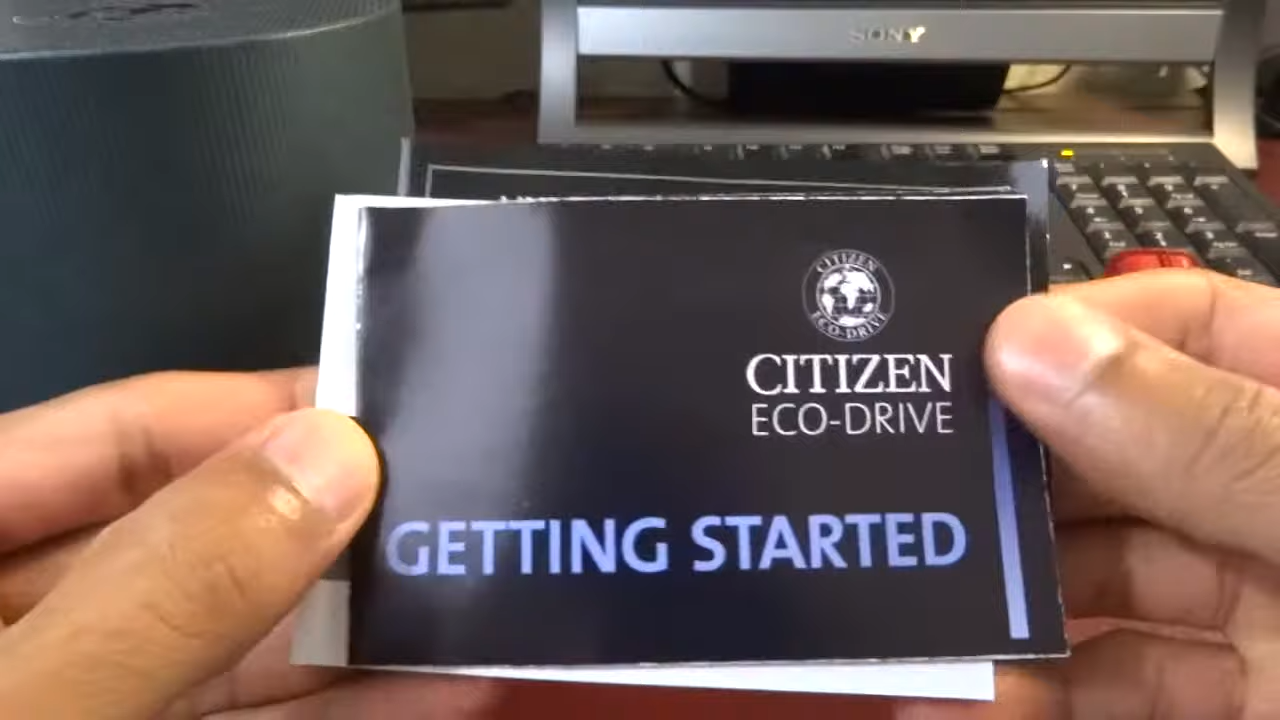 SONY
CITIZEN
ECO-DRIVE
CITIZEN
ECO-DRIVE
GETTING STARTED